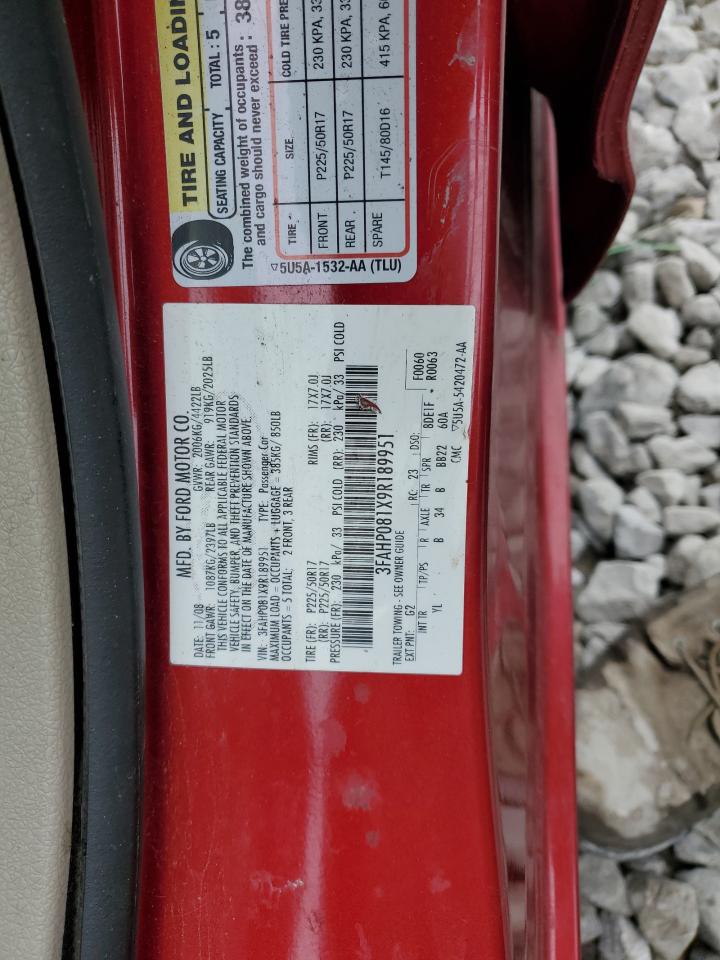 TIRE AND LOADIN
SEATING CAPACITY TOTAL : 5
The combined weight of occupants
and cargo should never exceed : 38
TIRE SIZE COLD TIRE PRE
FRONT P225/50R17 230 KPA, 33
REAR P225/50R17 230 KPA, 33
SPARE T145/80D16 415 KPA, 60
5U5A-1532-AA (TLU)
MFD. BY FORD MOTOR CO.
DATE: 11/08 GVWR: 2006KG/4422LB
FRONT GAWR: 1087KG/2397LB REAR GAWR: 919KG/2025LB
THIS VEHICLE CONFORMS TO ALL APPLICABLE FEDERAL MOTOR
VEHICLE SAFETY, BUMPER, AND THEFT PREVENTION STANDARDS
IN EFFECT ON THE DATE OF MANUFACTURE SHOWN ABOVE.
VIN: 3FAHP081X9R189951 TYPE: Passenger Car
MAXIMUM LOAD = OCCUPANTS + LUGGAGE = 385KG/ 850LB
OCCUPANTS = 5 TOTAL: 2 FRONT, 3 REAR
TIRE (FR): P225/50R17 RIMS (FR): 17X7.0J
(RR): P225/50R17 (RR): 17X7.0J
PRESSURE (FR): 230 kPa/ 33 PSI COLD (RR): 230 kPa/ 33 PSI COLD
3FAHP081X9R189951
TRAILER TOWING - SEE OWNER GUIDE
F0060
EXT PNT: G2 RC: 23 DSO: R0063
INT TR TP/PS R AXLE TR SPR BDEIF
YL B 34 B BB22 60A
CMC 5U5A-5420472-AA